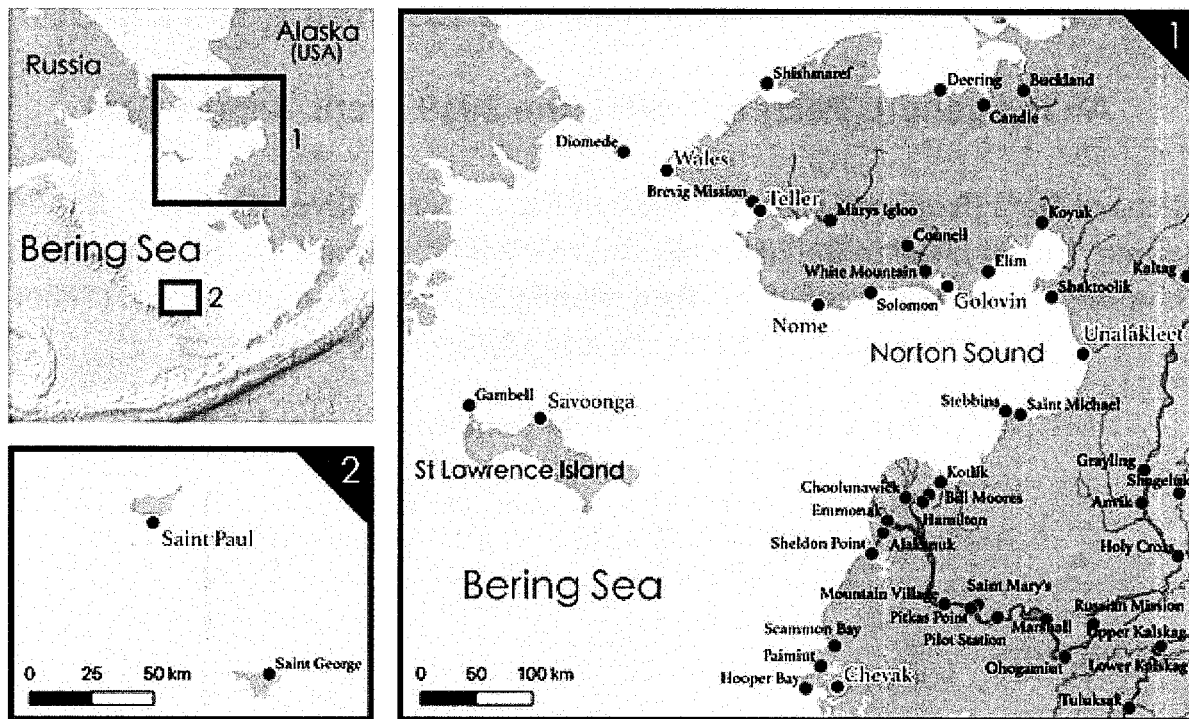 Alaska
(USA)
Russia
1
Bering Sea
2
1
Shishmaref
Deering
Buckland
Candle
Diomede
Wales
Brevig Mission
Teller
Marys Igloo
Koyuk
Council
White Mountain
Elim
Kaltag
Solomon
Golovin
Shaktoolik
Nome
Unalakleet
Norton Sound
Gambell
Savoonga
Stebbins
Saint Michael
St Lawrence Island
Kotlik
Grayling
Shageluk
Choolunawick
Bill Moores
Anvik
Emmonak
Hamilton
Sheldon Point
Alakanuk
Holy Cross
Bering Sea
Mountain Village
Saint Mary's
Pitkas Point
Russian Mission
Marshall
Pilot Station
Upper Kalskag
Scammon Bay
Paimiut
Ohogamiut
Lower Kalskag
Hooper Bay
Chevak
Tuluksak
0 50 100 km
2
Saint Paul
Saint George
0 25 50 km